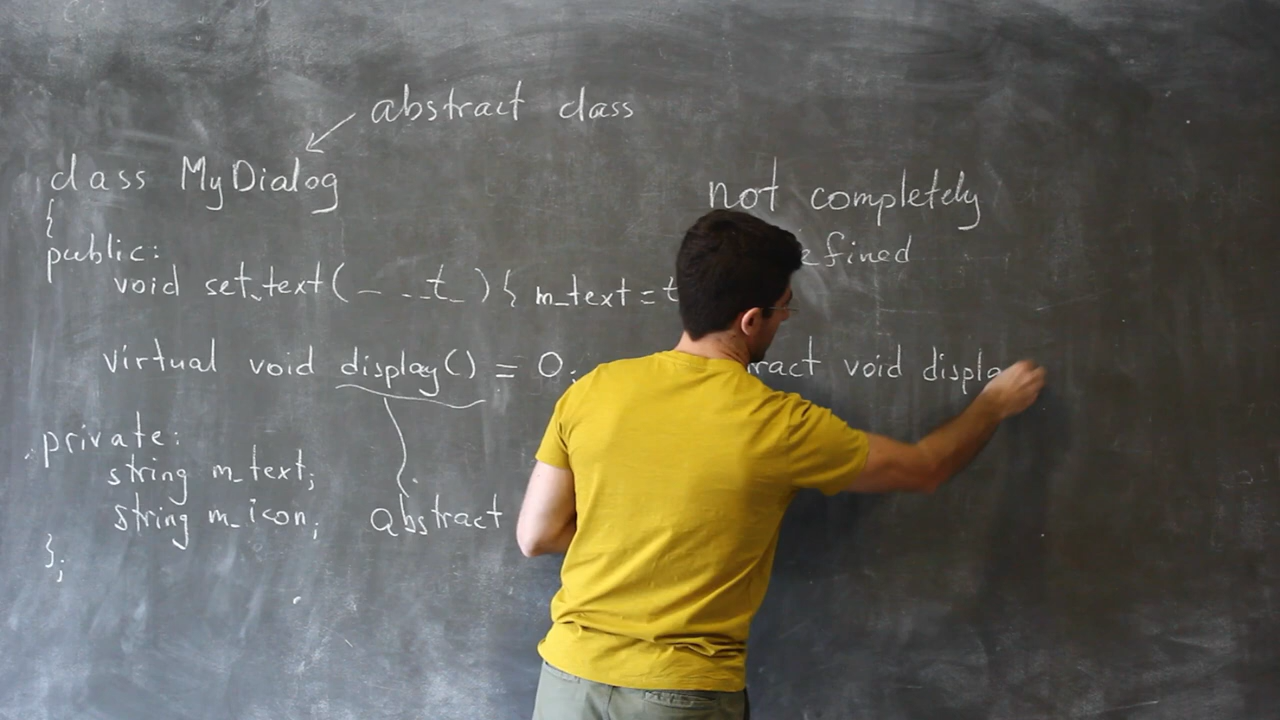 abstract class
class MyDialog
{
not completely
efined
public:
void set_text( _ _ _t_ ) { m_text = t
virtual void display() = 0; ract void displa
private:
string m_text;
string m_icon; abstract
};